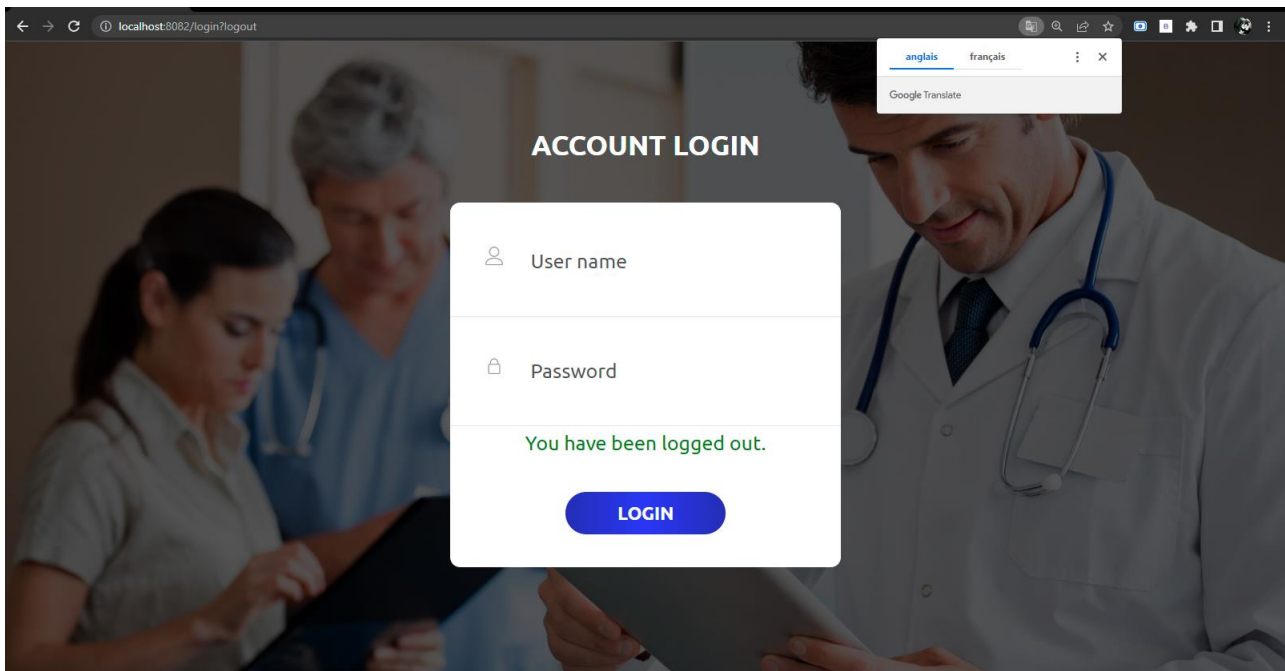 localhost:8082/login?logout
anglais français
Google Translate
ACCOUNT LOGIN
User name
Password
You have been logged out.
LOGIN